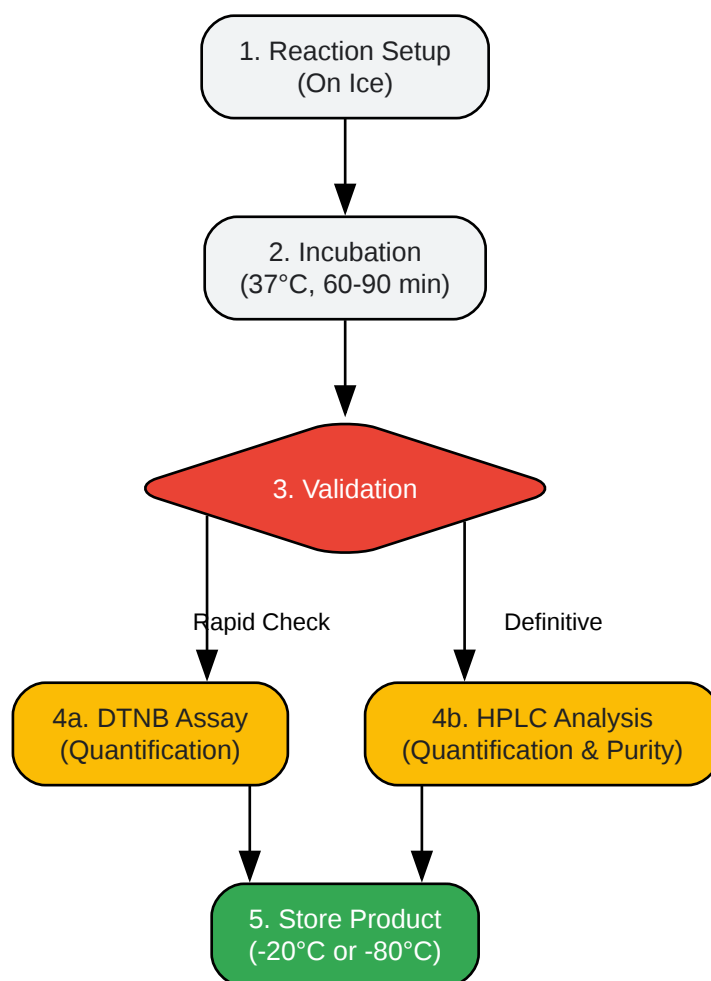 1. Reaction Setup
(On Ice)
2. Incubation
(37°C, 60-90 min)
3. Validation
Rapid Check
Definitive
4a. DTNB Assay
(Quantification)
4b. HPLC Analysis
(Quantification & Purity)
5. Store Product
(-20°C or -80°C)